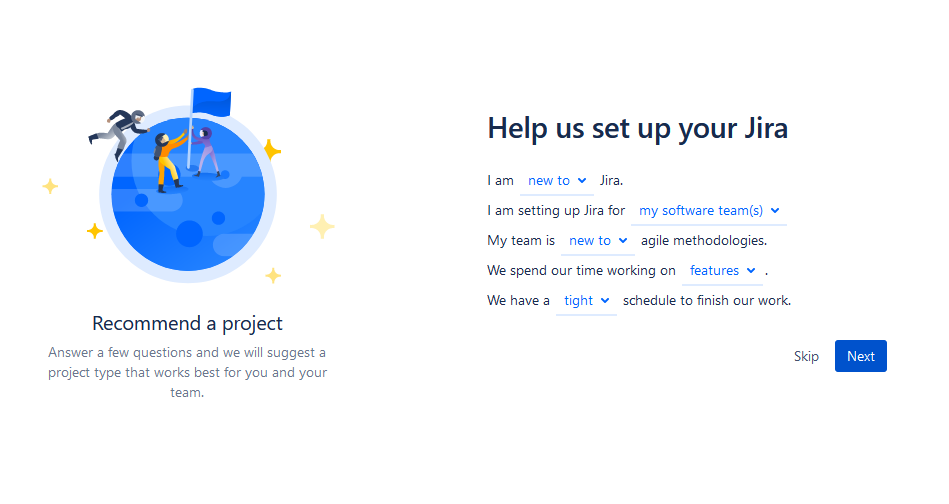 Recommend a project
Answer a few questions and we will suggest a
project type that works best for you and your
team.
Help us set up your Jira
I am new to Jira.
I am setting up Jira for my software team(s)
My team is new to agile methodologies.
We spend our time working on features .
We have a tight schedule to finish our work.
Skip Next